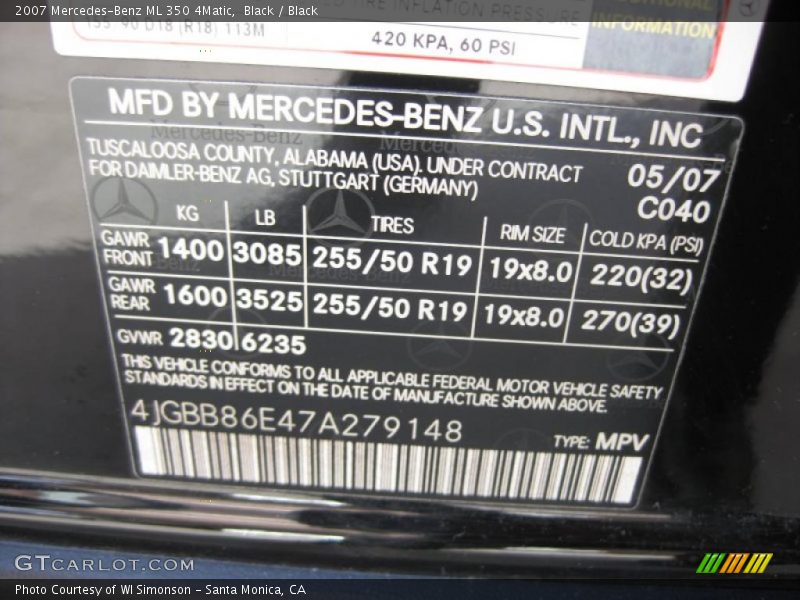 2007 Mercedes-Benz ML 350 4Matic, Black / Black
TIRE INFLATION PRESSURE
ADDITIONAL
INFORMATION
420 KPA, 60 PSI
MFD BY MERCEDES-BENZ U.S. INTL., INC
TUSCALOOSA COUNTY, ALABAMA (USA). UNDER CONTRACT
FOR DAIMLER-BENZ AG, STUTTGART (GERMANY)
05/07
C040
KG LB TIRES RIM SIZE COLD KPA (PSI)
GAWR FRONT 1400 3085 255/50 R19 19x8.0 220(32)
GAWR REAR 1600 3525 255/50 R19 19x8.0 270(39)
GVWR 2830 6235
THIS VEHICLE CONFORMS TO ALL APPLICABLE FEDERAL MOTOR VEHICLE SAFETY
STANDARDS IN EFFECT ON THE DATE OF MANUFACTURE SHOWN ABOVE.
4JGBB86E47A279148
TYPE: MPV
GTCARLOT.COM
Photo Courtesy of WI Simonson - Santa Monica, CA